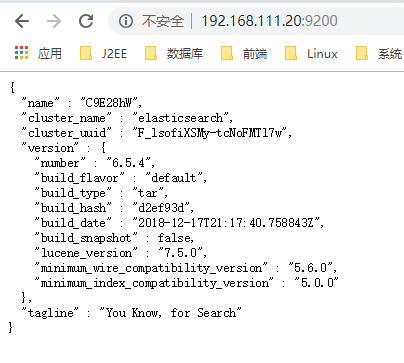 不安全 | 192.168.111.20:9200
应用 J2EE 数据库 前端 Linux 系统
{
"name" : "C9E28hW",
"cluster_name" : "elasticsearch",
"cluster_uuid" : "F_lsofiXSMy-tcNoFMTl7w",
"version" : {
"number" : "6.5.4",
"build_flavor" : "default",
"build_type" : "tar",
"build_hash" : "d2ef93d",
"build_date" : "2018-12-17T21:17:40.758843Z",
"build_snapshot" : false,
"lucene_version" : "7.5.0",
"minimum_wire_compatibility_version" : "5.6.0",
"minimum_index_compatibility_version" : "5.0.0"
},
"tagline" : "You Know, for Search"
}